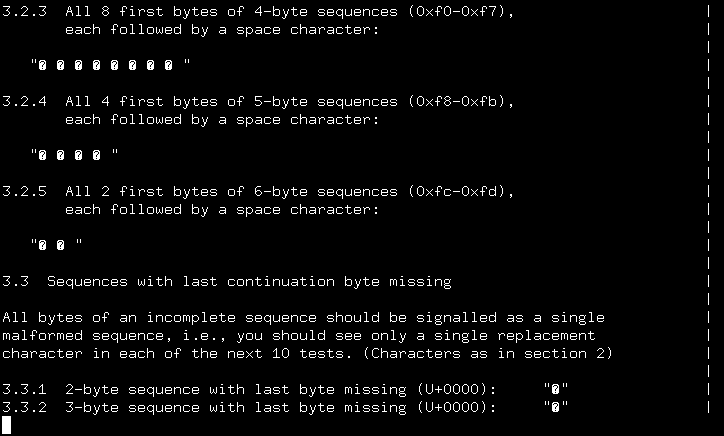 3.2.3  All 8 first bytes of 4-byte sequences (0xf0-0xf7),                      |
       each followed by a space character:                                     |
                                                                               |
   "� � � � � � � � "                                                          |
                                                                               |
3.2.4  All 4 first bytes of 5-byte sequences (0xf8-0xfb),                      |
       each followed by a space character:                                     |
                                                                               |
   "� � � � "                                                                  |
                                                                               |
3.2.5  All 2 first bytes of 6-byte sequences (0xfc-0xfd),                      |
       each followed by a space character:                                     |
                                                                               |
   "� � "                                                                      |
                                                                               |
3.3  Sequences with last continuation byte missing                             |
                                                                               |
All bytes of an incomplete sequence should be signalled as a single            |
malformed sequence, i.e., you should see only a single replacement             |
character in each of the next 10 tests. (Characters as in section 2)           |
                                                                               |
3.3.1  2-byte sequence with last byte missing (U+0000):     "�"                |
3.3.2  3-byte sequence with last byte missing (U+0000):     "�"                |